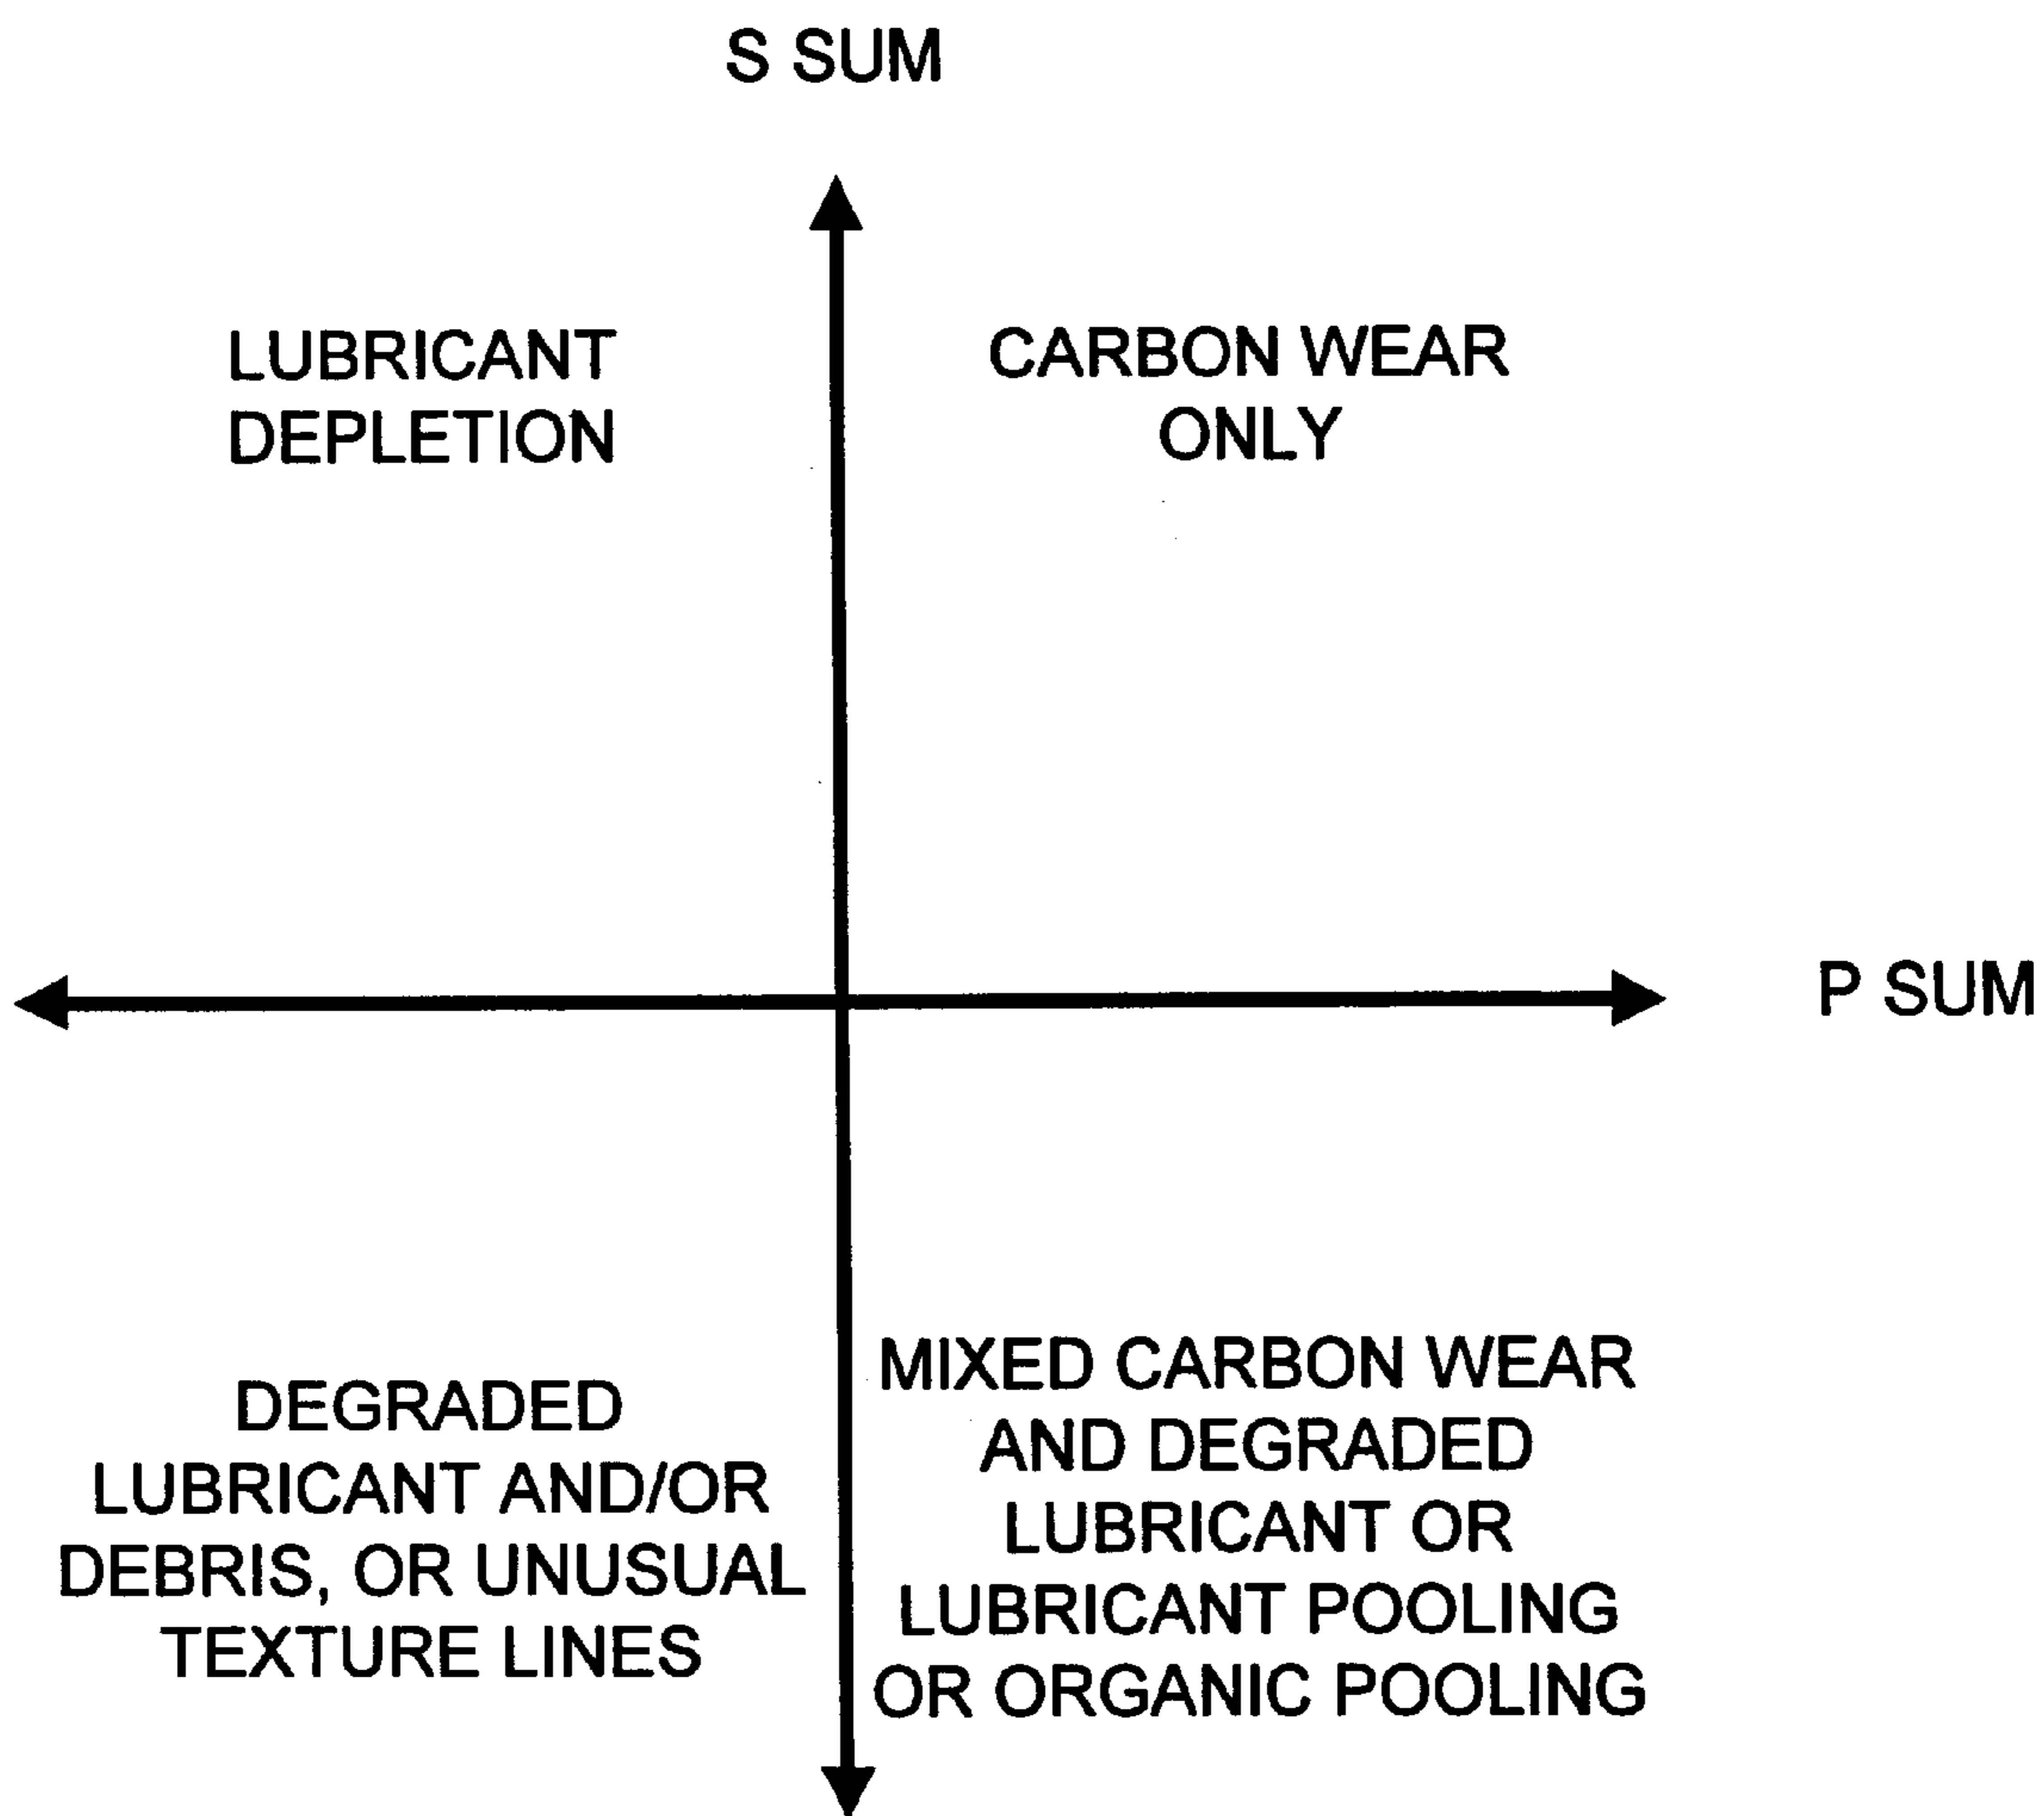 S SUM
LUBRICANT
DEPLETION
CARBON WEAR
ONLY
P SUM
DEGRADED
LUBRICANT AND/OR
DEBRIS, OR UNUSUAL
TEXTURE LINES
MIXED CARBON WEAR
AND DEGRADED
LUBRICANT OR
LUBRICANT POOLING
OR ORGANIC POOLING